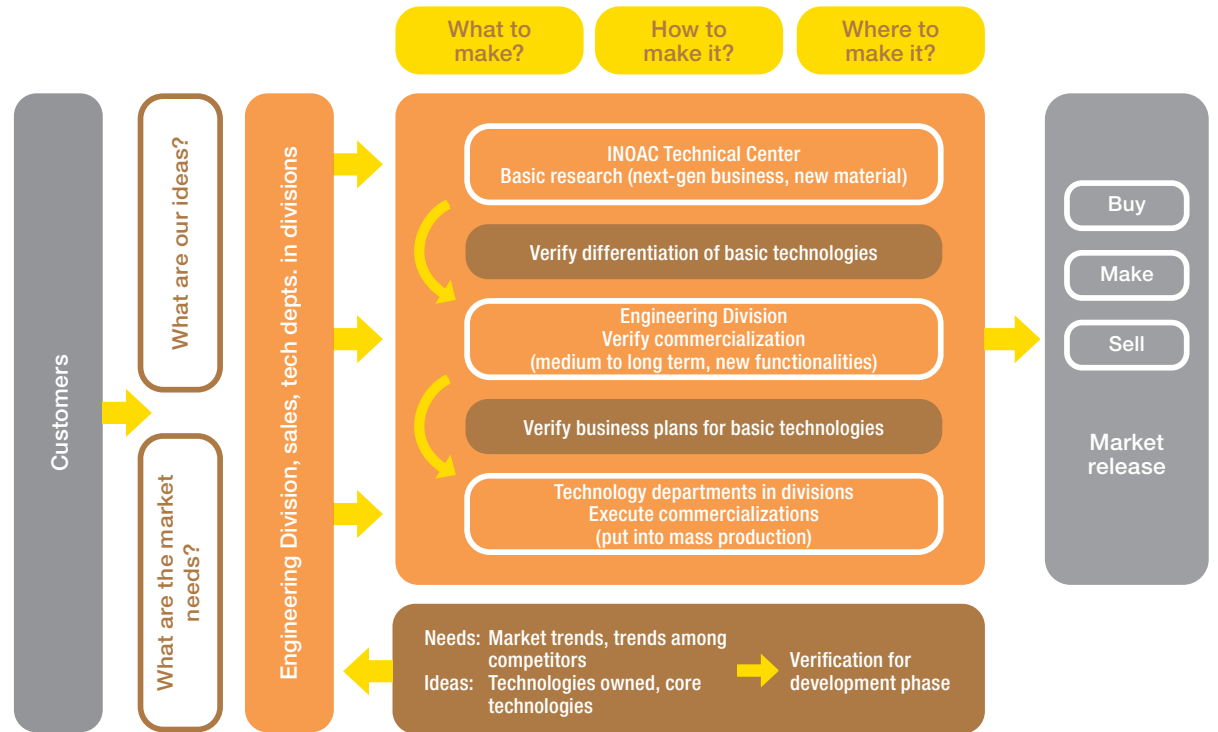 What to
make?
How to
make it?
Where to
make it?
Customers
What are our ideas?
What are the market
needs?
Engineering Division, sales, tech depts. in divisions
INOAC Technical Center
Basic research (next-gen business, new material)
Verify differentiation of basic technologies
Engineering Division
Verify commercialization
(medium to long term, new functionalities)
Verify business plans for basic technologies
Technology departments in divisions
Execute commercializations
(put into mass production)
Needs: Market trends, trends among
competitors
Ideas: Technologies owned, core
technologies
Verification for
development phase
Buy
Make
Sell
Market
release